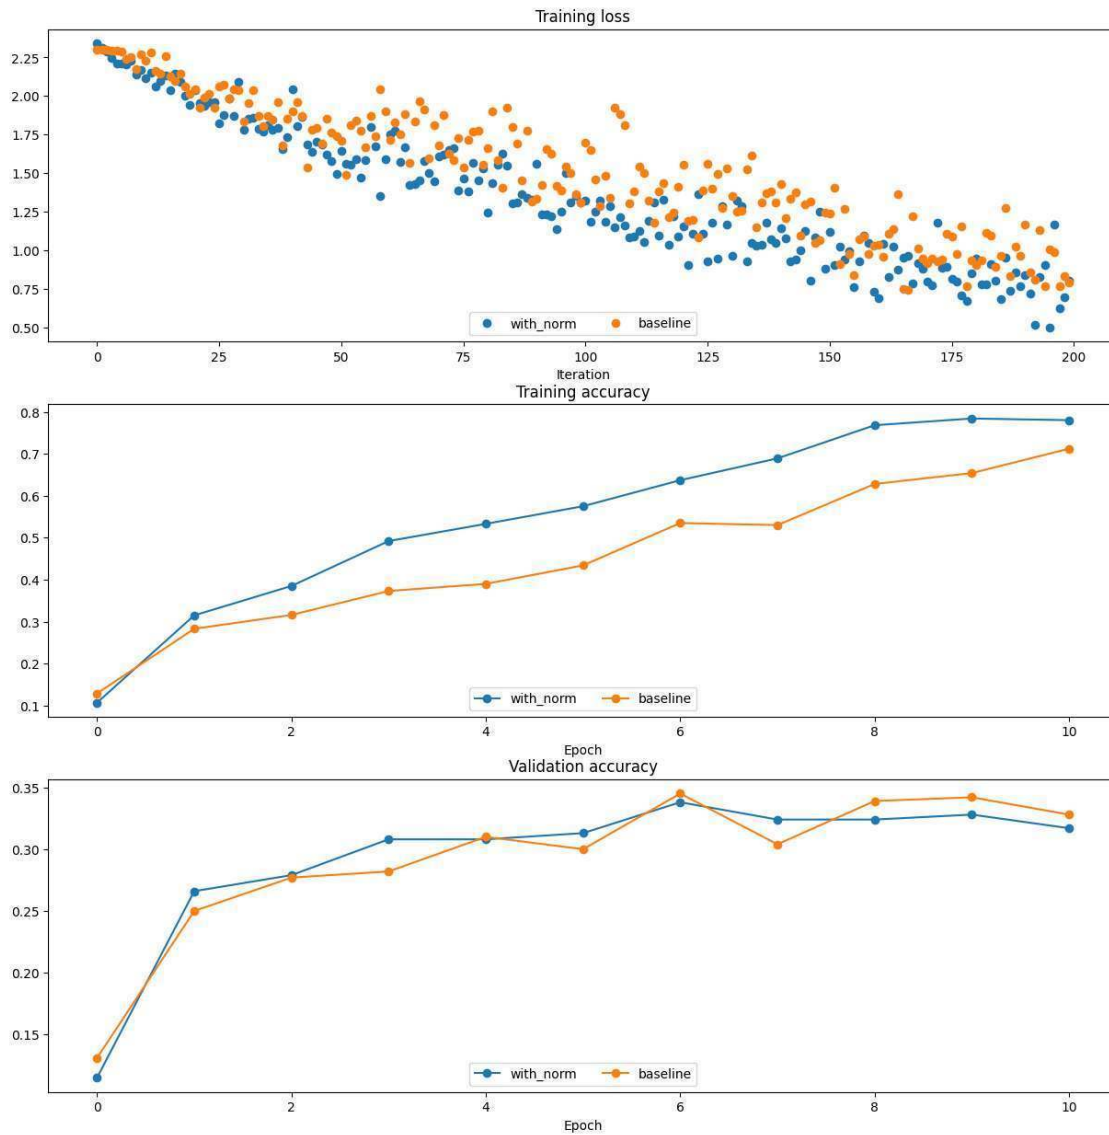 Training loss
2.25
2.00
1.75
1.50
1.25
1.00
0.75
0.50
with_norm baseline
0 25 50 75 100 125 150 175 200
Iteration
Training accuracy
0.8
0.7
0.6
0.5
0.4
0.3
0.2
0.1
with_norm baseline
0 2 4 6 8 10
Epoch
Validation accuracy
0.35
0.30
0.25
0.20
0.15
with_norm baseline
0 2 4 6 8 10
Epoch